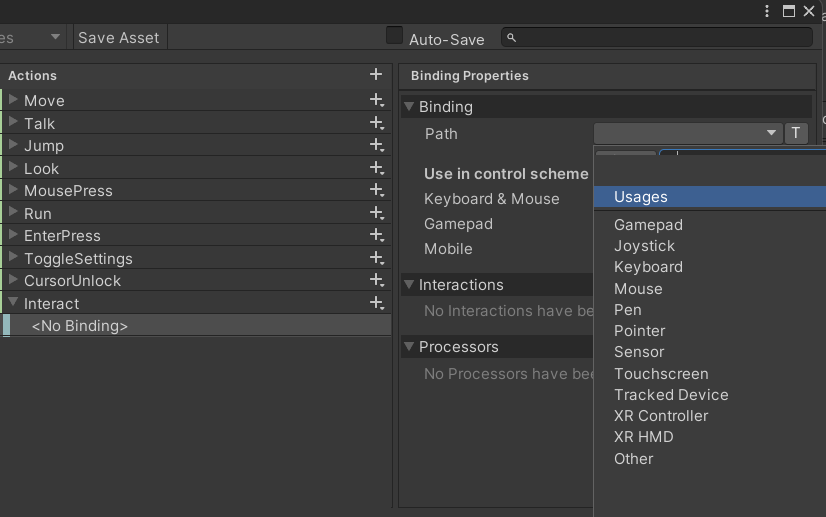 es Save Asset Auto-Save
Actions +
Move
Talk
Jump
Look
MousePress
Run
EnterPress
ToggleSettings
CursorUnlock
Interact
<No Binding>
Binding Properties
Binding
Path T
Use in control scheme
Keyboard & Mouse
Gamepad
Mobile
Interactions
No Interactions have be
Processors
No Processors have bee
Usages
Gamepad
Joystick
Keyboard
Mouse
Pen
Pointer
Sensor
Touchscreen
Tracked Device
XR Controller
XR HMD
Other